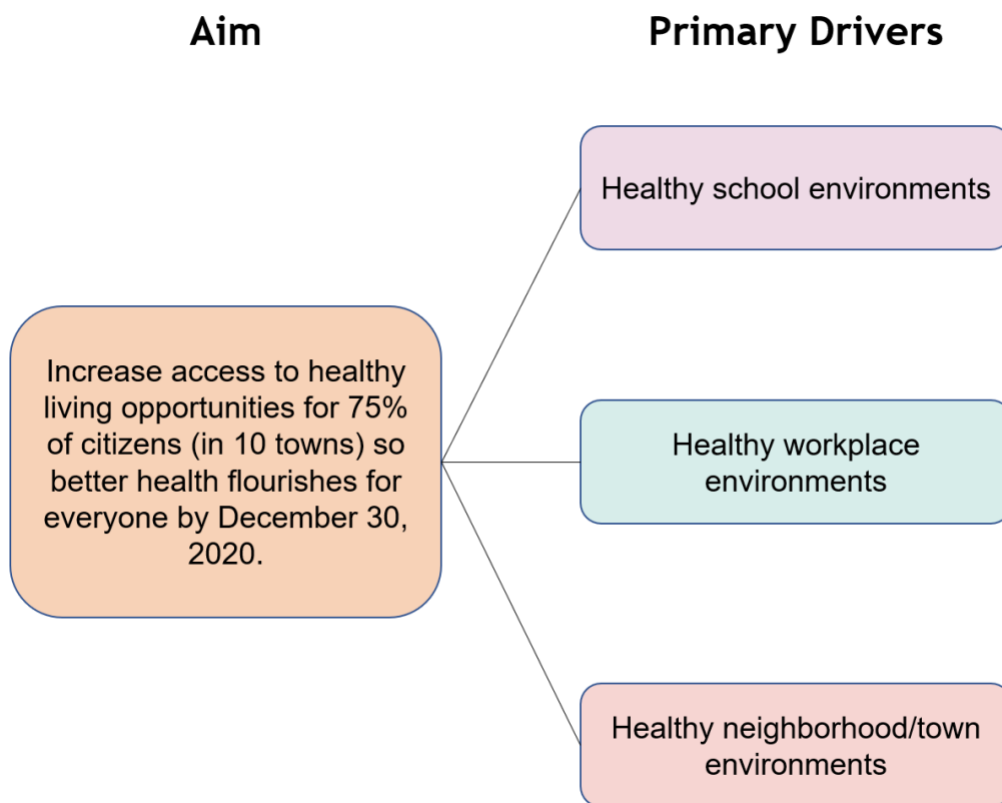 Aim
Primary Drivers
Healthy school environments
Increase access to healthy
living opportunities for 75%
of citizens (in 10 towns) so
better health flourishes for
everyone by December 30,
2020.
Healthy workplace
environments
Healthy neighborhood/town
environments